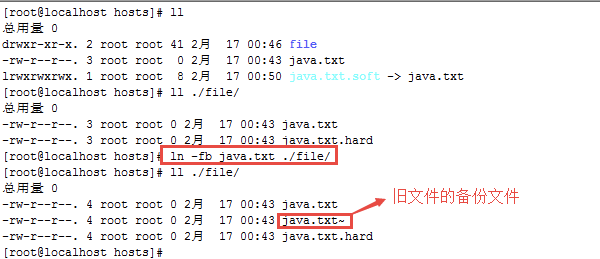 [root@localhost hosts]# ll
总用量 0
drwxr-xr-x. 2 root root 41 2月  17 00:46 file
-rw-r--r--. 3 root root  0 2月  17 00:43 java.txt
lrwxrwxrwx. 1 root root  8 2月  17 00:50 java.txt.soft -> java.txt
[root@localhost hosts]# ll ./file/
总用量 0
-rw-r--r--. 3 root root 0 2月  17 00:43 java.txt
-rw-r--r--. 3 root root 0 2月  17 00:43 java.txt.hard
[root@localhost hosts]# ln -fb java.txt ./file/
[root@localhost hosts]# ll ./file/
总用量 0
-rw-r--r--. 4 root root 0 2月  17 00:43 java.txt
-rw-r--r--. 4 root root 0 2月  17 00:43 java.txt~ 旧文件的备份文件
-rw-r--r--. 4 root root 0 2月  17 00:43 java.txt.hard
[root@localhost hosts]#